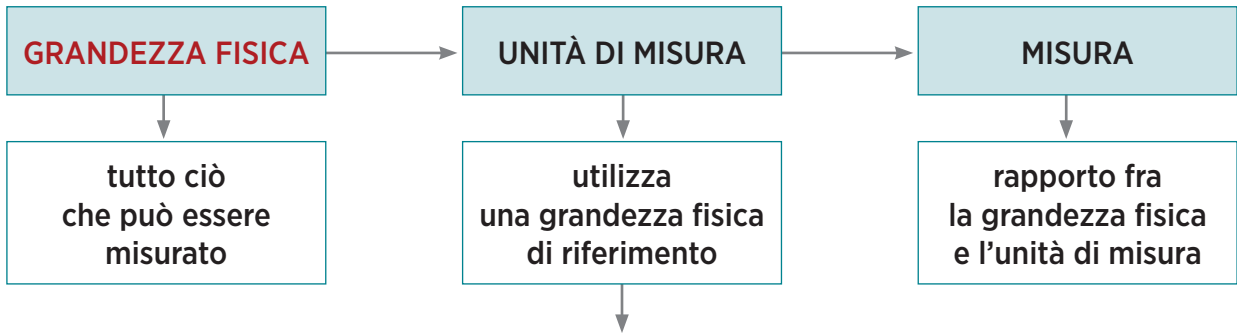 GRANDEZZA FISICA
UNITÀ DI MISURA
MISURA
tutto ciò
che può essere
misurato
utilizza
una grandezza fisica
di riferimento
rapporto fra
la grandezza fisica
e l’unità di misura